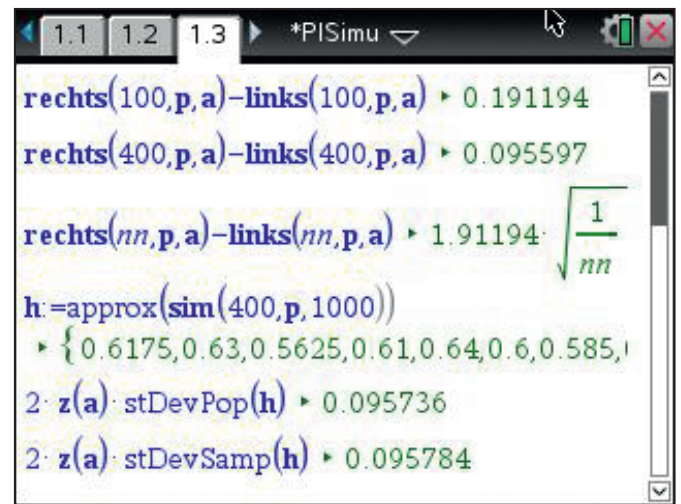 1.1 1.2 1.3 *PISimu
rechts(100,p,a)−links(100,p,a) ▸ 0.191194
rechts(400,p,a)−links(400,p,a) ▸ 0.095597
rechts(nn,p,a)−links(nn,p,a) ▸ 1.91194·√(1/nn)
h:=approx(sim(400,p,1000))
▸ {0.6175,0.63,0.5625,0.61,0.64,0.6,0.585,
2·z(a)·stDevPop(h) ▸ 0.095736
2·z(a)·stDevSamp(h) ▸ 0.095784